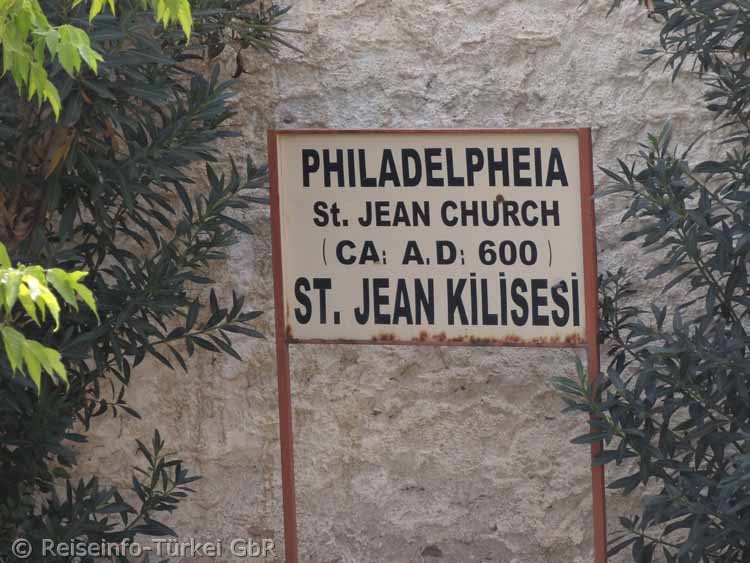 PHILADELPHEIA
St. JEAN CHURCH
(CA: A.D: 600)
ST. JEAN KİLİSESİ
© Reiseinfo-Türkei GbR